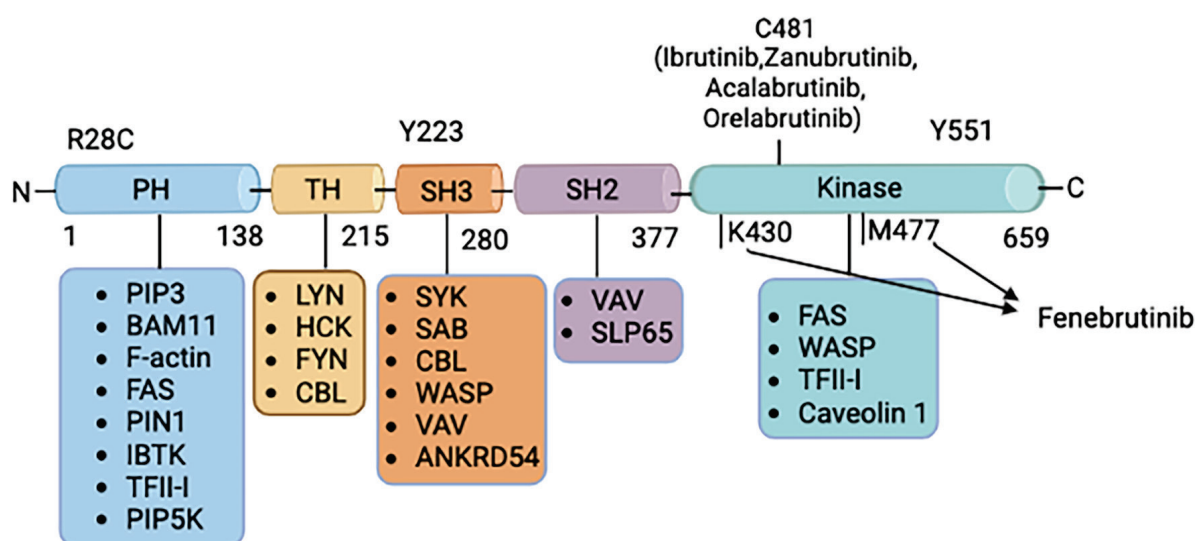 C481
(Ibrutinib,Zanubrutinib,
Acalabrutinib,
Orelabrutinib)
R28C
Y223
Y551
N
PH
TH
SH3
SH2
Kinase
C
1
138
215
280
377
K430
M477
659
• PIP3
• BAM11
• F-actin
• FAS
• PIN1
• IBTK
• TFII-I
• PIP5K
• LYN
• HCK
• FYN
• CBL
• SYK
• SAB
• CBL
• WASP
• VAV
• ANKRD54
• VAV
• SLP65
• FAS
• WASP
• TFII-I
• Caveolin 1
Fenebrutinib